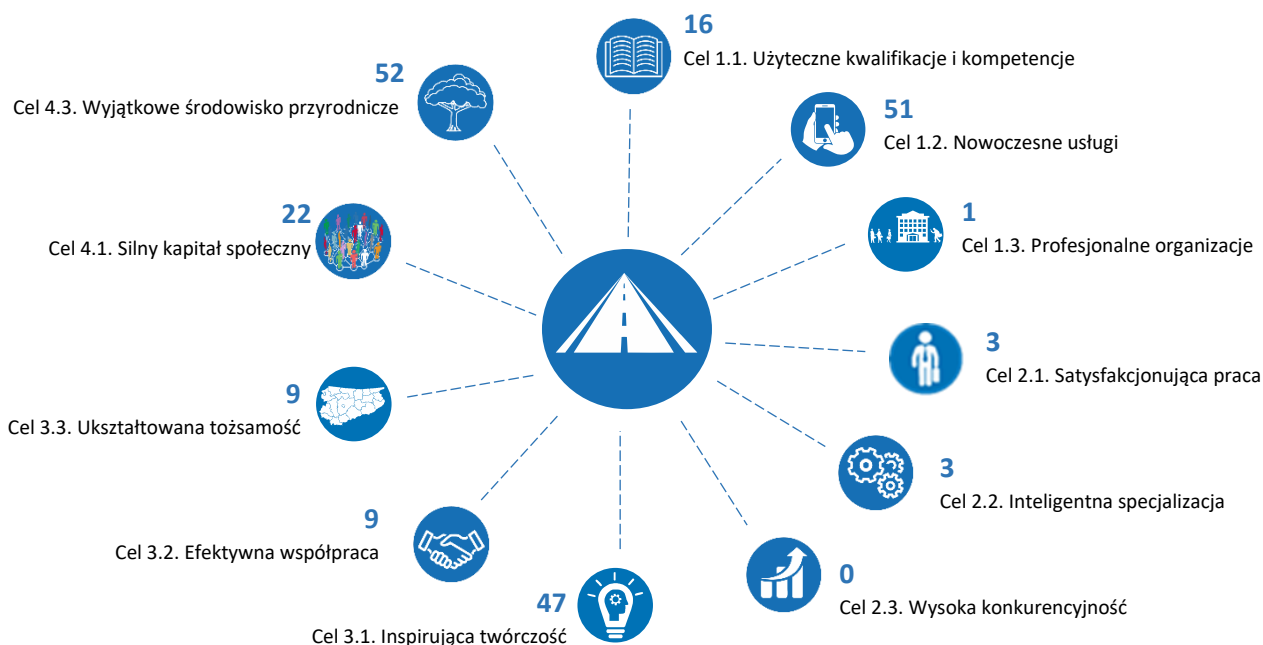 16
Cel 1.1. Użyteczne kwalifikacje i kompetencje
51
Cel 1.2. Nowoczesne usługi
1
Cel 1.3. Profesjonalne organizacje
3
Cel 2.1. Satysfakcjonująca praca
3
Cel 2.2. Inteligentna specjalizacja
0
Cel 2.3. Wysoka konkurencyjność
47
Cel 3.1. Inspirująca twórczość
9
Cel 3.2. Efektywna współpraca
9
Cel 3.3. Ukształtowana tożsamość
22
Cel 4.1. Silny kapitał społeczny
52
Cel 4.3. Wyjątkowe środowisko przyrodnicze